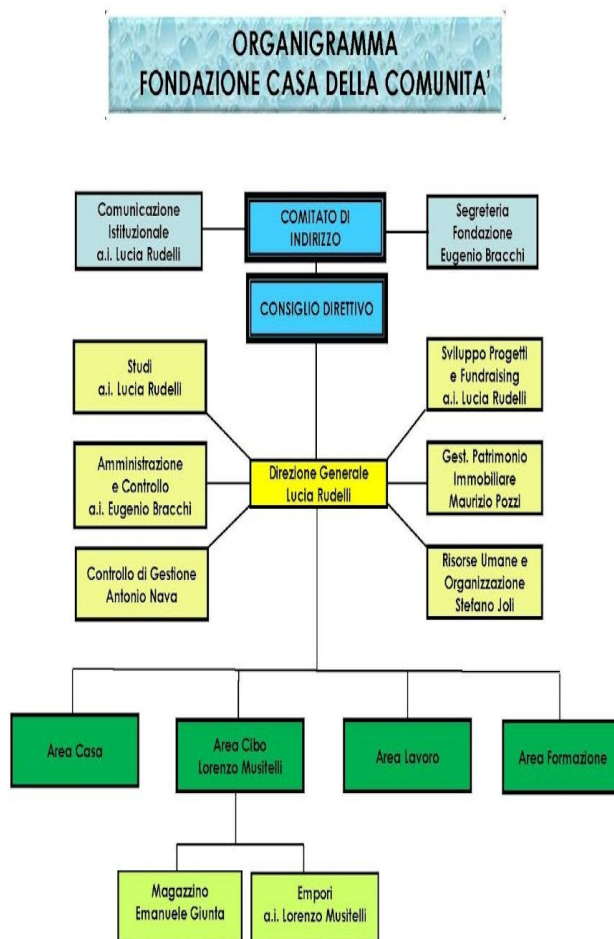 ORGANIGRAMMA
FONDAZIONE CASA DELLA COMUNITA'
Comunicazione
Istituzionale
a.i. Lucia Rudelli
COMITATO DI
INDIRIZZO
Segreteria
Fondazione
Eugenio Bracchi
CONSIGLIO DIRETTIVO
Studi
a.i. Lucia Rudelli
Sviluppo Progetti
e Fundraising
a.i. Lucia Rudelli
Amministrazione
e Controllo
a.i. Eugenio Bracchi
Direzione Generale
Lucia Rudelli
Gest. Patrimonio
Immobiliare
Maurizio Pozzi
Controllo di Gestione
Antonio Nava
Risorse Umane e
Organizzazione
Stefano Joli
Area Casa
Area Cibo
Lorenzo Musitelli
Area Lavoro
Area Formazione
Magazzino
Emanuele Giunta
Empori
a.i. Lorenzo Musitelli